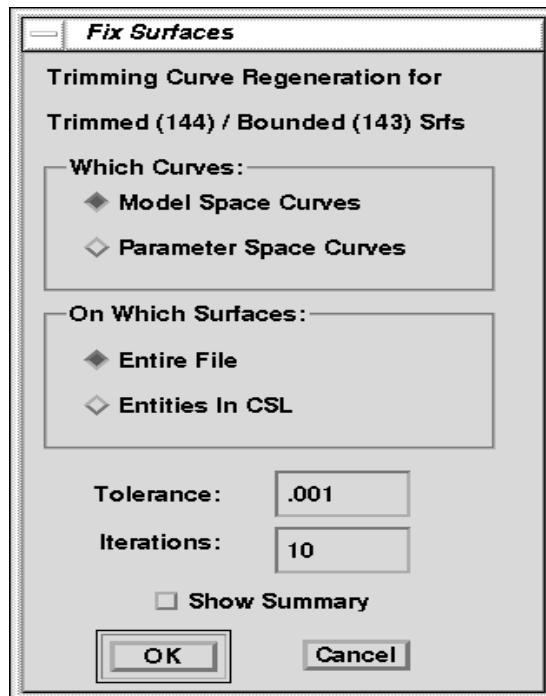 Fix Surfaces
Trimming Curve Regeneration for
Trimmed (144) / Bounded (143) Srfs
Which Curves:
Model Space Curves
Parameter Space Curves
On Which Surfaces:
Entire File
Entities In CSL
Tolerance: .001
Iterations: 10
Show Summary
OK Cancel